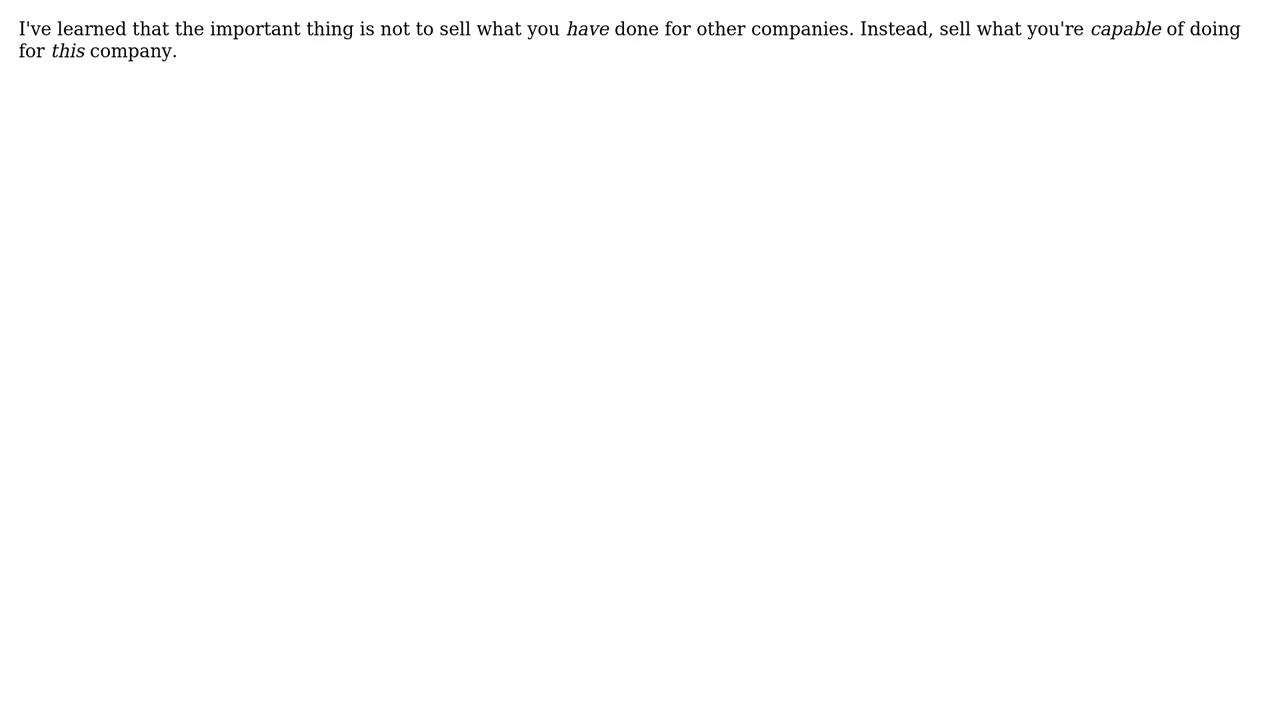 I've learned that the important thing is not to sell what you have done for other companies. Instead, sell what you're capable of doing
for this company.